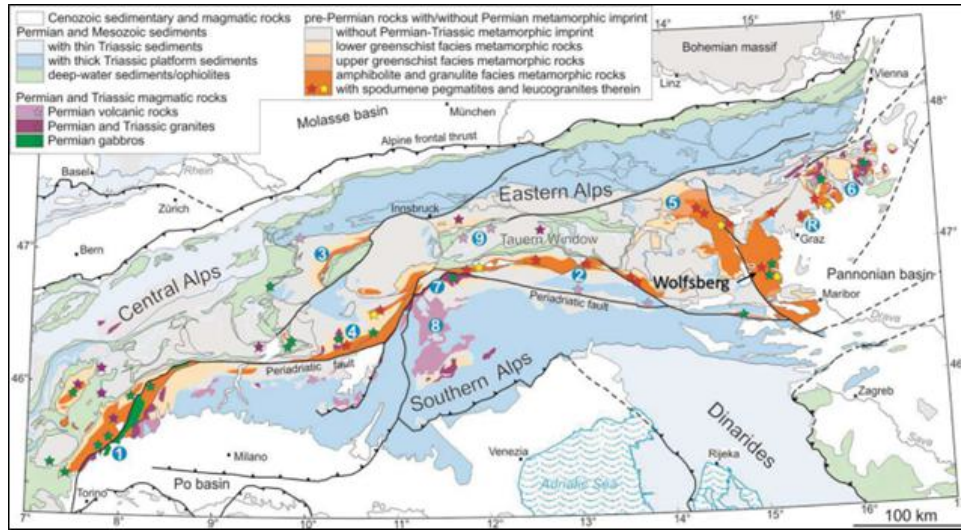 Cenozoic sedimentary and magmatic rocks
Permian and Mesozoic sediments
with thin Triassic sediments
with thick Triassic platform sediments
deep-water sediments/ophiolites
Permian and Triassic magmatic rocks
Permian volcanic rocks
Permian and Triassic granites
Permian gabbros
pre-Permian rocks with/without Permian metamorphic imprint
without Permian-Triassic metamorphic imprint
lower greenschist facies metamorphic rocks
upper greenschist facies metamorphic rocks
amphibolite and granulite facies metamorphic rocks
with spodumene pegmatites and leucogranites therein
Bohemian massif
Danube
Linz
Vienna
48°
München
Molasse basin
Alpine frontal thrust
Basel
Rhein
Zürich
Eastern Alps
Innsbruck
6
5
R
Graz
47°
47°
Bern
3
9
Tauern Window
Central Alps
2
Wolfsberg
Pannonian basin
7
Periadriatic fault
Maribor
Drava
4
8
46°
Periadriatic fault
46°
Southern Alps
Zagreb
Dinarides
Sava
1
Milano
Venezia
Rijeka
Adriatic Sea
Po basin
Torino
7°
8°
9°
10°
11°
12°
13°
14°
15°
16°
100 km